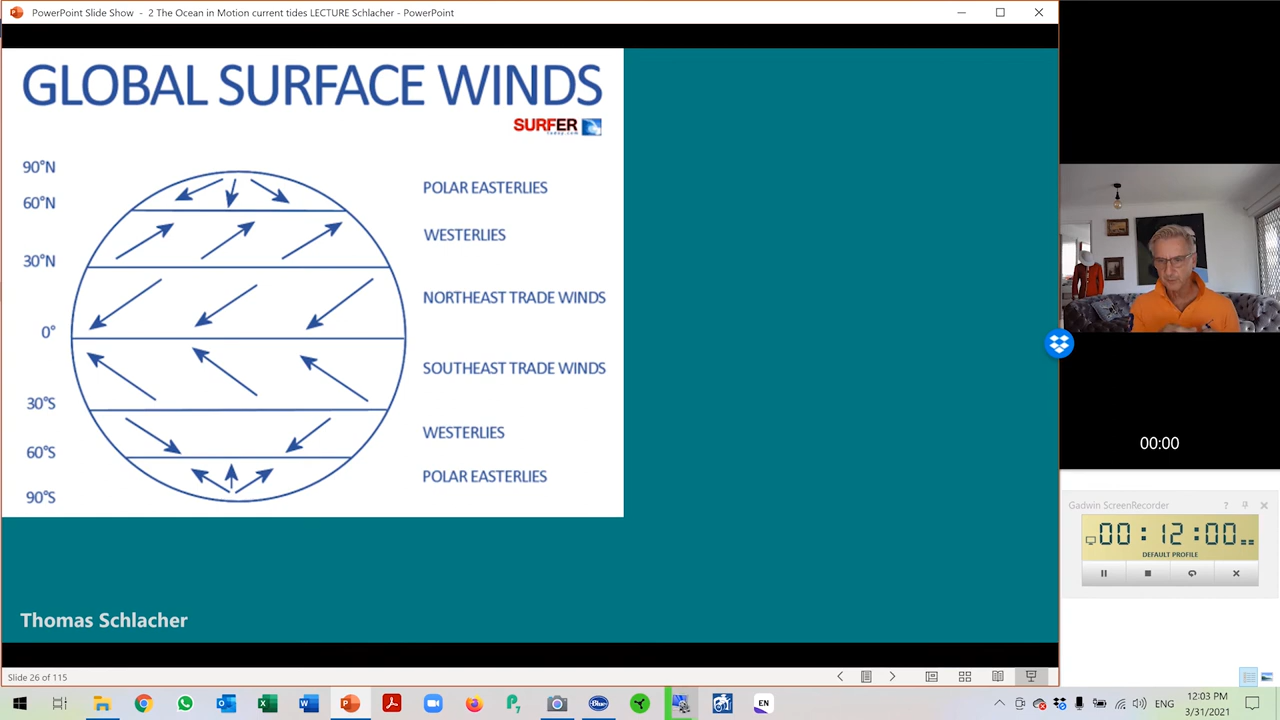 PowerPoint Slide Show - 2 The Ocean in Motion current tides LECTURE Schlacher - PowerPoint
GLOBAL SURFACE WINDS
SURFER
90°N
POLAR EASTERLIES
60°N
WESTERLIES
30°N
NORTHEAST TRADE WINDS
0°
SOUTHEAST TRADE WINDS
30°S
WESTERLIES
60°S
POLAR EASTERLIES
90°S
Thomas Schlacher
00:00
Gadwin ScreenRecorder
00:12:00
DEFAULT PROFILE
Slide 26 of 115
EN
ENG
12:03 PM
3/31/2021